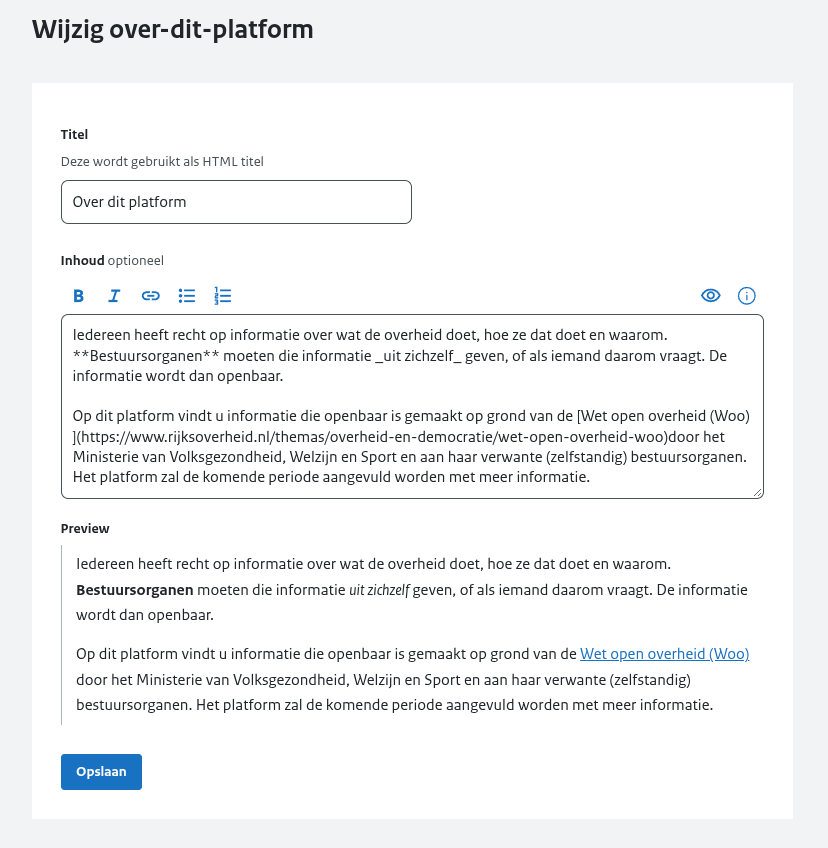 Wijzig over-dit-platform
Titel
Deze wordt gebruikt als HTML titel
Over dit platform
Inhoud optioneel
B I 1 2 3 i
Iedereen heeft recht op informatie over wat de overheid doet, hoe ze dat doet en waarom.
**Bestuursorganen** moeten die informatie _uit zichzelf_ geven, of als iemand daarom vraagt. De
informatie wordt dan openbaar.
Op dit platform vindt u informatie die openbaar is gemaakt op grond van de [Wet open overheid (Woo)
](https://www.rijksoverheid.nl/themas/overheid-en-democratie/wet-open-overheid-woo)door het
Ministerie van Volksgezondheid, Welzijn en Sport en aan haar verwante (zelfstandig) bestuursorganen.
Het platform zal de komende periode aangevuld worden met meer informatie.
Preview
Iedereen heeft recht op informatie over wat de overheid doet, hoe ze dat doet en waarom.
Bestuursorganen moeten die informatie uit zichzelf geven, of als iemand daarom vraagt. De informatie
wordt dan openbaar.
Op dit platform vindt u informatie die openbaar is gemaakt op grond van de Wet open overheid (Woo)
door het Ministerie van Volksgezondheid, Welzijn en Sport en aan haar verwante (zelfstandig)
bestuursorganen. Het platform zal de komende periode aangevuld worden met meer informatie.
Opslaan